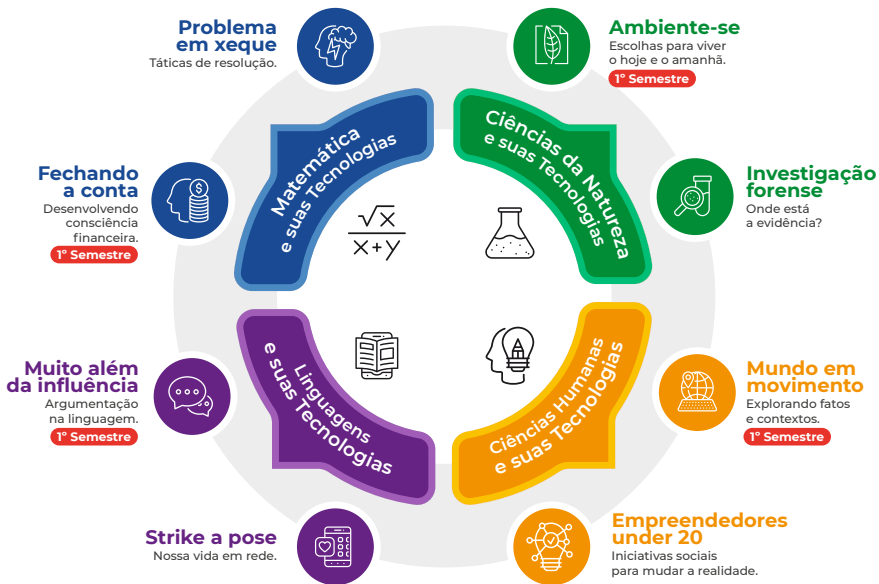 Problema
em xeque
Táticas de resolução.
Ambiente-se
Escolhas para viver
o hoje e o amanhã.
1º Semestre
Matemática
e suas Tecnologias
Ciências da Natureza
e suas Tecnologias
Fechando
a conta
Desenvolvendo
consciência
financeira.
1º Semestre
Investigação
forense
Onde está
a evidência?
√x
x+y
Muito além
da influência
Argumentação
na linguagem.
1º Semestre
Linguagens
e suas Tecnologias
Ciências Humanas
e suas Tecnologias
Mundo em
movimento
Explorando fatos
e contextos.
1º Semestre
Strike a pose
Nossa vida em rede.
Empreendedores
under 20
Iniciativas sociais
para mudar a realidade.